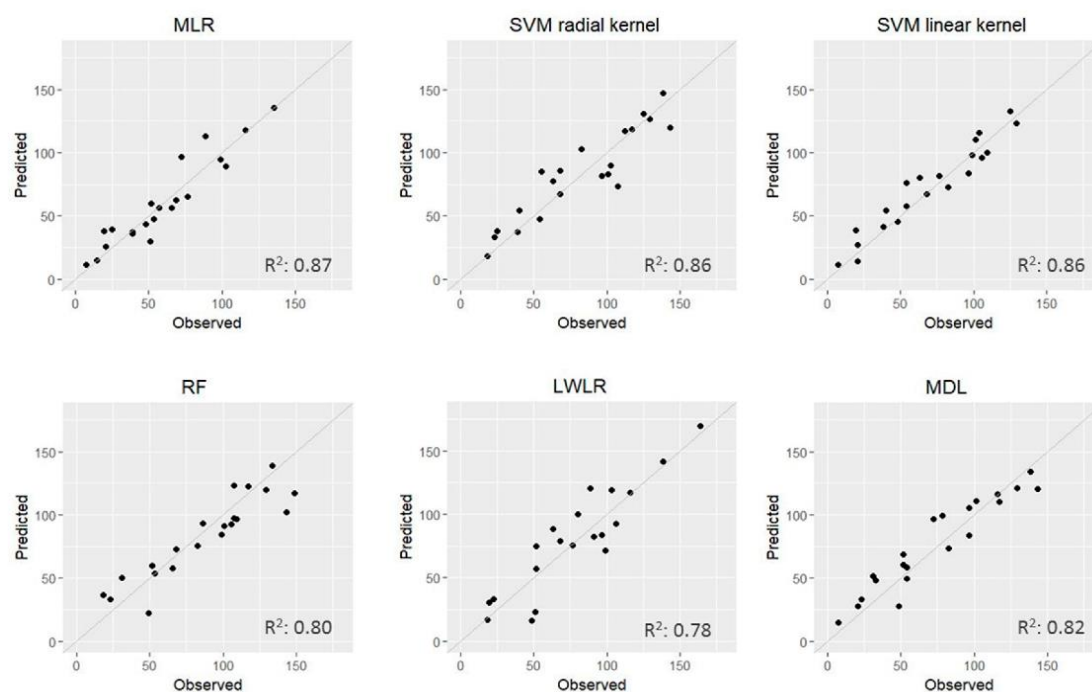 MLR
150
100
50
0
Predicted
R²: 0.87
0 50 100 150
Observed
SVM radial kernel
150
100
50
0
Predicted
R²: 0.86
0 50 100 150
Observed
SVM linear kernel
150
100
50
0
Predicted
R²: 0.86
0 50 100 150
Observed
RF
150
100
50
0
Predicted
R²: 0.80
0 50 100 150
Observed
LWLR
150
100
50
0
Predicted
R²: 0.78
0 50 100 150
Observed
MDL
150
100
50
0
Predicted
R²: 0.82
0 50 100 150
Observed